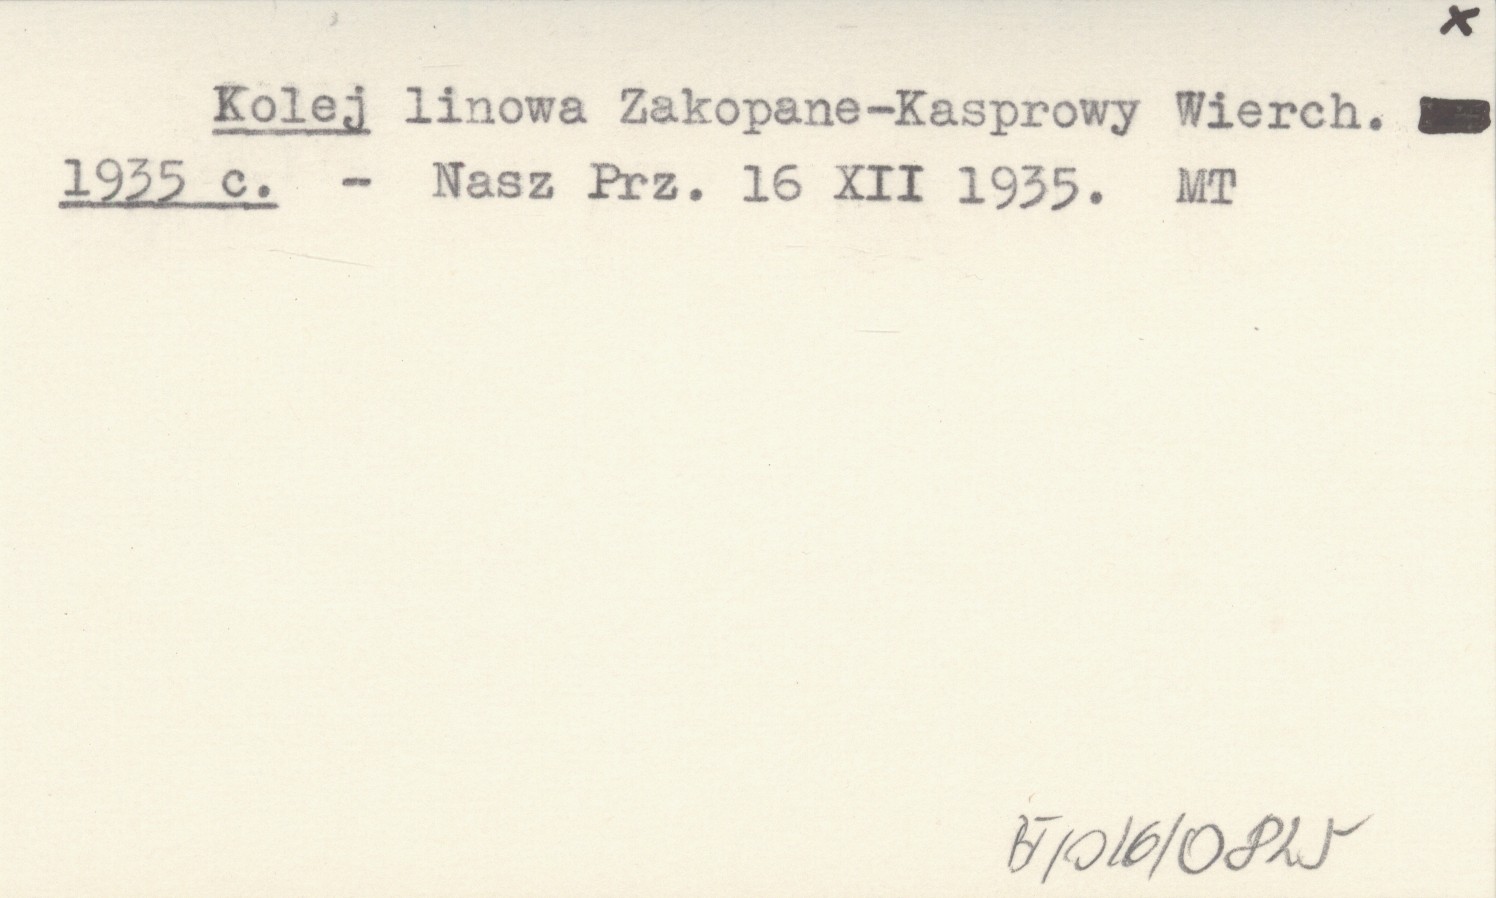 x
Kolej linowa Zakopane-Kasprowy Wierch.
1935 c. - Nasz Prz. 16 XII 1935. MT